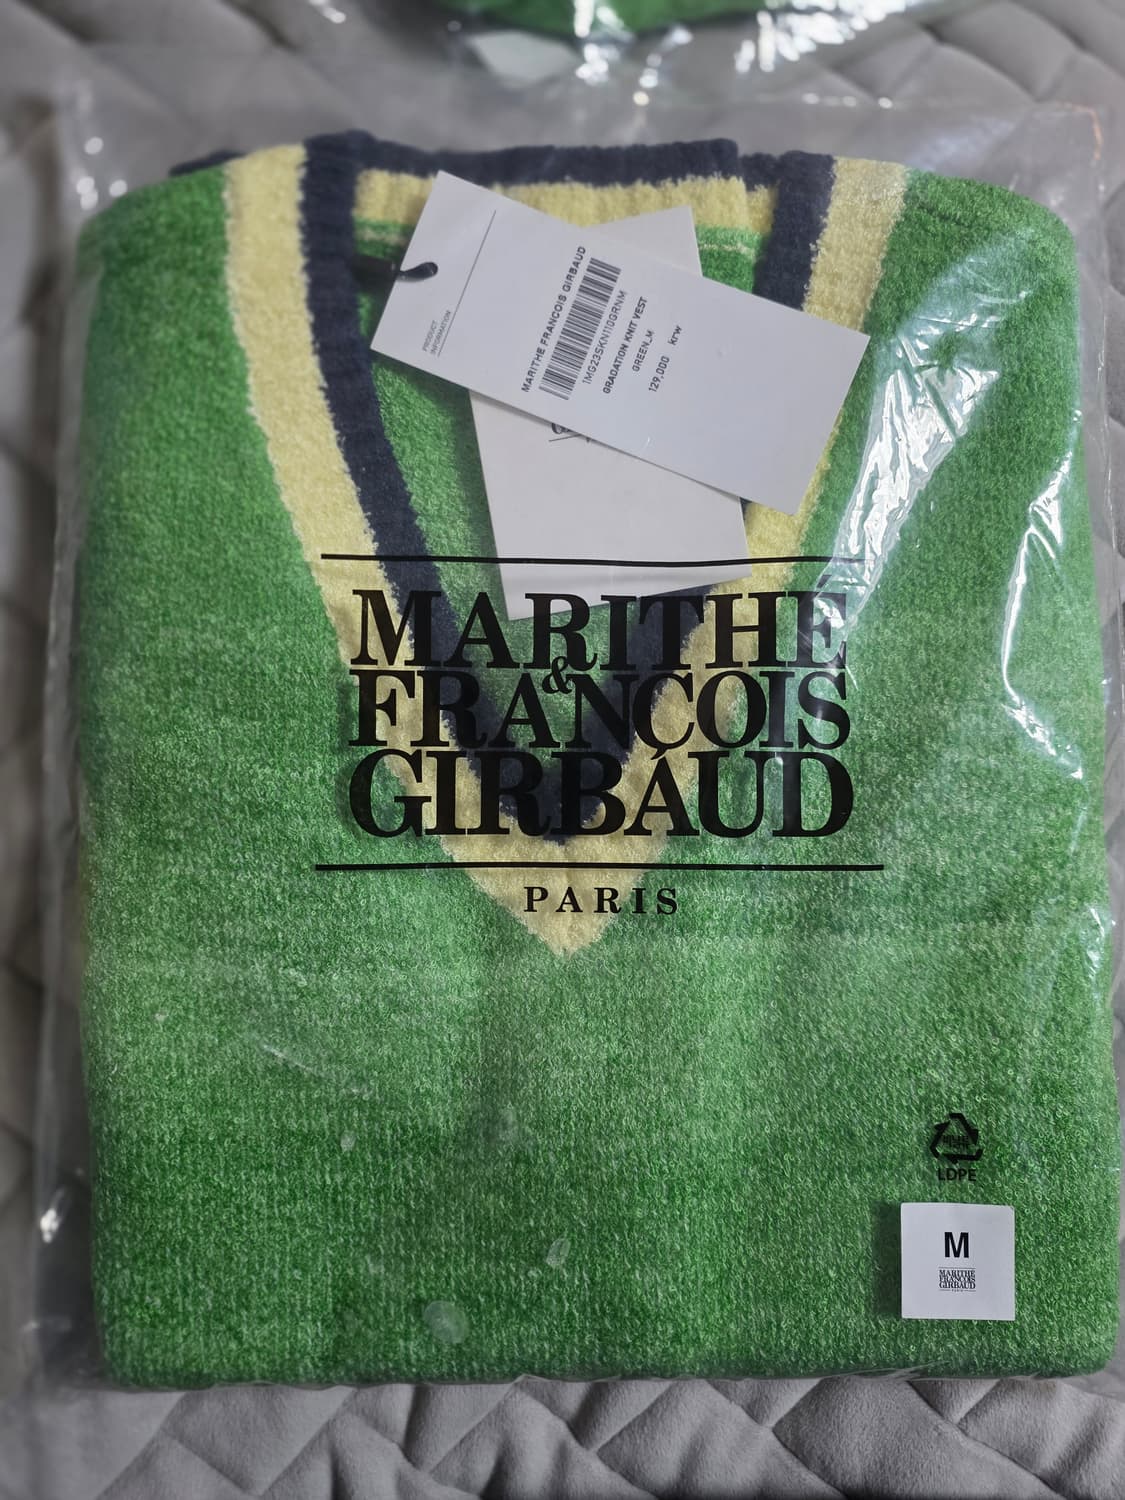 PRODUCT
INFORMATION
MARITHE FRANCOIS GIRBAUD
1MG23SKN110GRNM
GRADATION KNIT VEST
GREEN_M
129,000 krw
MARITHÉ
&
FRANÇOIS
GIRBAUD
PARIS
LDPE
M
MARITHÉ
FRANÇOIS
GIRBAUD